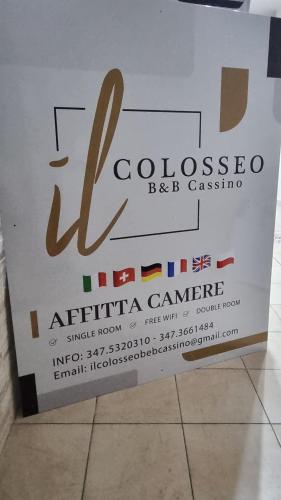 il COLOSSEO
B&B Cassino
AFFITTA CAMERE
SINGLE ROOM FREE WIFI DOUBLE ROOM
INFO: 347.5320310 - 347.3661484
Email: ilcolosseobebcassino@gmail.com